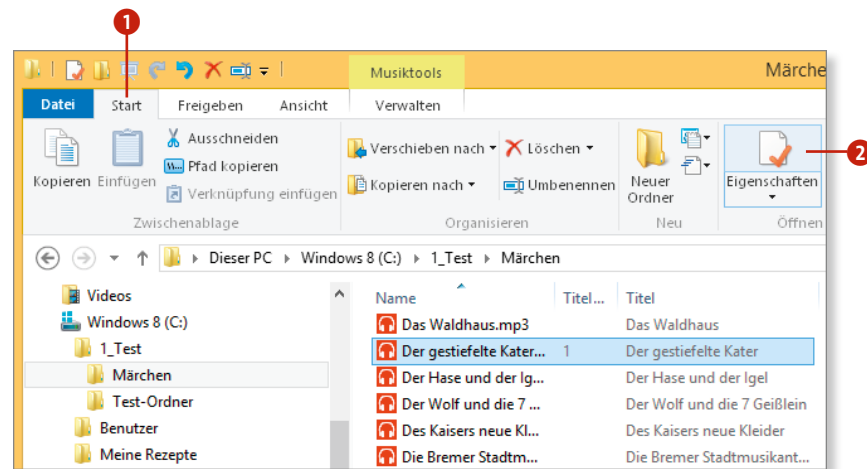 1
Musiktools
Märche
Datei Start Freigeben Ansicht Verwalten
Kopieren
Einfügen
Ausschneiden
Pfad kopieren
Verknüpfung einfügen
Zwischenablage
Verschieben nach
Kopieren nach
Löschen
Umbenennen
Organisieren
Neuer
Ordner
Neu
Eigenschaften
Öffnen
2
Dieser PC Windows 8 (C:) 1_Test Märchen
Videos
Windows 8 (C:)
1_Test
Märchen
Test-Ordner
Benutzer
Meine Rezepte
Name Titel... Titel
Das Waldhaus.mp3 Das Waldhaus
Der gestiefelte Kater... 1 Der gestiefelte Kater
Der Hase und der Ig... Der Hase und der Igel
Der Wolf und die 7 ... Der Wolf und die 7 Geißlein
Des Kaisers neue Kl... Des Kaisers neue Kleider
Die Bremer Stadtm... Die Bremer Stadtmusikant...